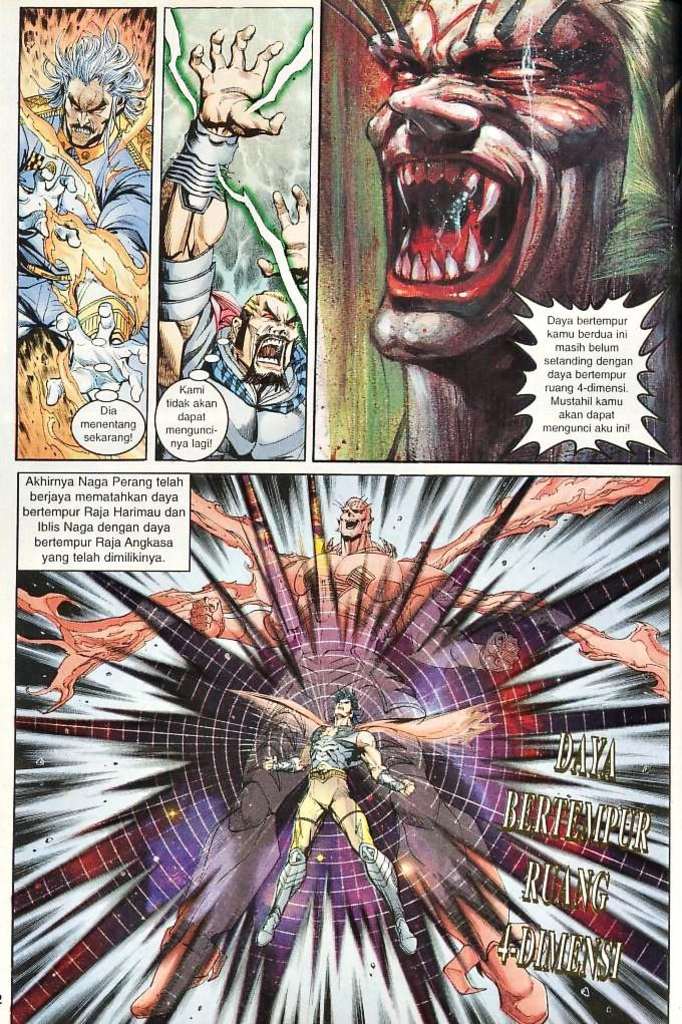 Dia
menentang
sekarang!
Kami
tidak akan
dapat
mengunci-
nya lagi!
Daya bertempur
kamu berdua ini
masih belum
setanding dengan
daya bertempur
ruang 4-dimensi.
Mustahil kamu
akan dapat
mengunci aku ini!
Akhirnya Naga Perang telah
berjaya mematahkan daya
bertempur Raja Harimau dan
Iblis Naga dengan daya
bertempur Raja Angkasa
yang telah dimilikinya.
DAYA
BERTEMPUR
RUANG
4-DIMENSI